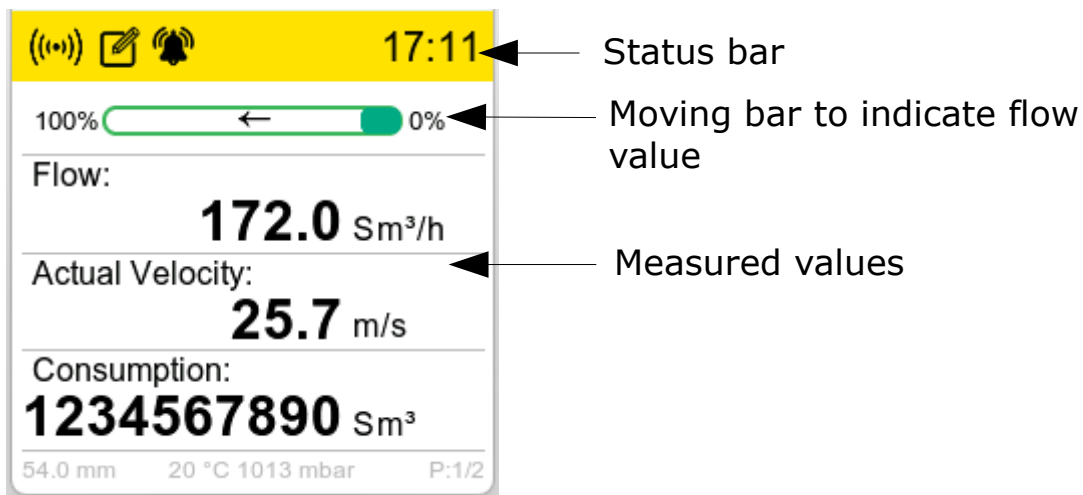 17:11
Status bar
100% ← 0%
Moving bar to indicate flow
value
Flow:
172.0 Sm³/h
Actual Velocity:
Measured values
25.7 m/s
Consumption:
1234567890 Sm³
54.0 mm 20 °C 1013 mbar P:1/2